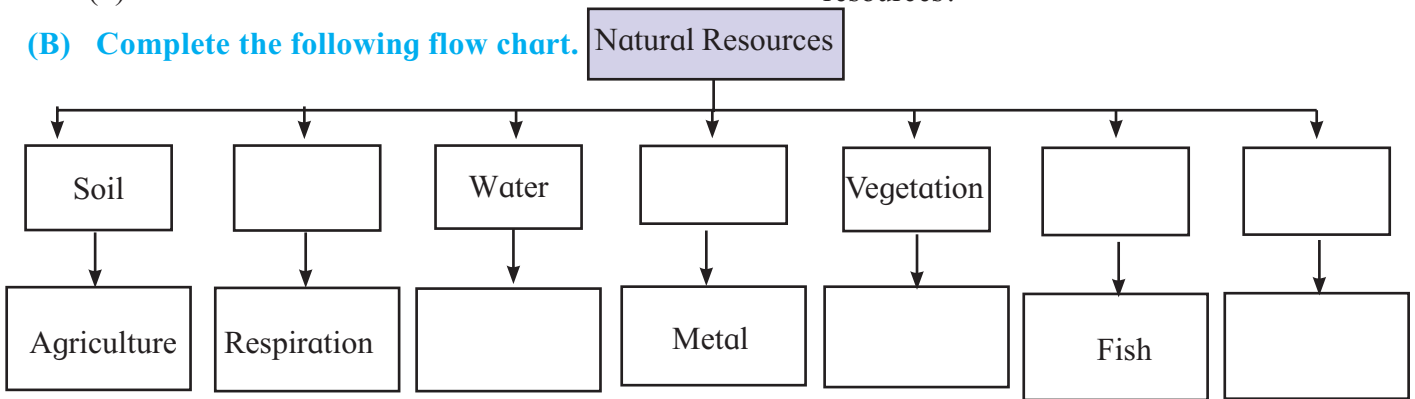 (B) Complete the following flow chart.
Natural Resources
Soil
Water
Vegetation
Agriculture
Respiration
Metal
Fish